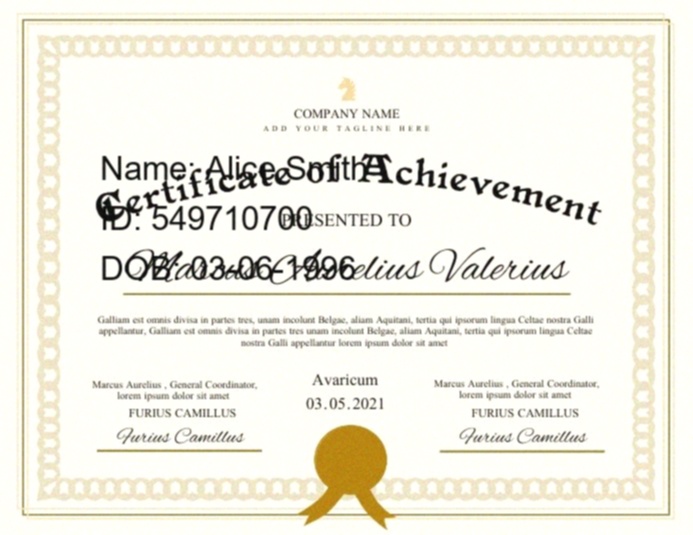 COMPANY NAME
ADD YOUR TAGLINE HERE
Name: Alice Smith
Certificate of Achievement
ID: 549710700
PRESENTED TO
DOB: 03-06-1996
Marcus Aurelius Valerius
Galliam est omnis divisa in partes tres, unam incolunt Belgae, aliam Aquitani, tertia qui ipsorum lingua Celtae nostra Galli
appellantur, Galliam est omnis divisa in partes tres unam incolunt Belgae, aliam Aquitani, tertia qui ipsorum lingua Celtae
nostra Galli appellantur lorem ipsum dolor sit amet
Marcus Aurelius , General Coordinator,
lorem ipsum dolor sit amet
FURIUS CAMILLUS
Furius Camillus
Avaricum
03.05.2021
Marcus Aurelius , General Coordinator,
lorem ipsum dolor sit amet
FURIUS CAMILLUS
Furius Camillus